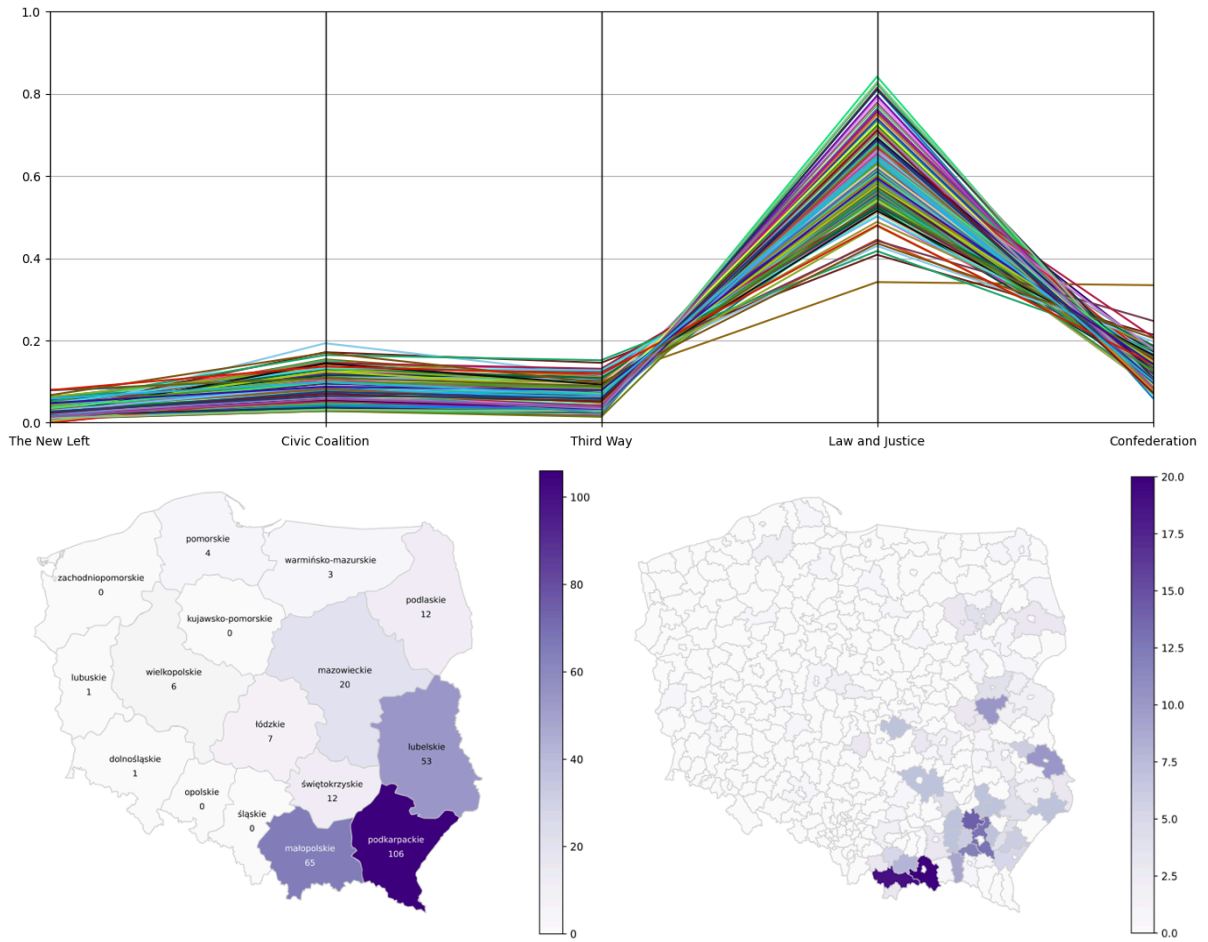 1.0
0.8
0.6
0.4
0.2
0.0
The New Left
Civic Coalition
Third Way
Law and Justice
Confederation
pomorskie
4
warmińsko-mazurskie
3
zachodniopomorskie
0
podlaskie
12
kujawsko-pomorskie
0
mazowieckie
20
wielkopolskie
6
lubuskie
1
łódzkie
7
lubelskie
53
dolnośląskie
1
świętokrzyskie
12
opolskie
0
śląskie
0
małopolskie
65
podkarpackie
106
100
80
60
40
20
0
20.0
17.5
15.0
12.5
10.0
7.5
5.0
2.5
0.0